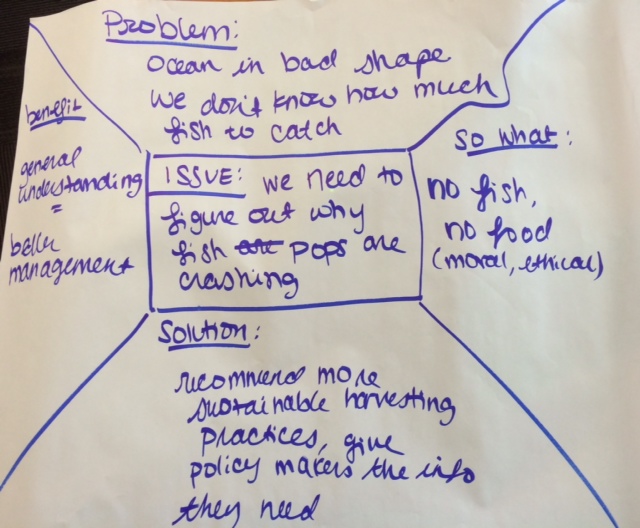 Problem:
Ocean in bad shape
we don't know how much
fish to catch
benefit
general
understanding
=
better
management
ISSUE: we need to
figure out why
fish are pops are
crashing
So what:
no fish,
no food
(moral, ethical)
Solution:
recommend more
sustainable harvesting
practices, give
policy makers the info
they need